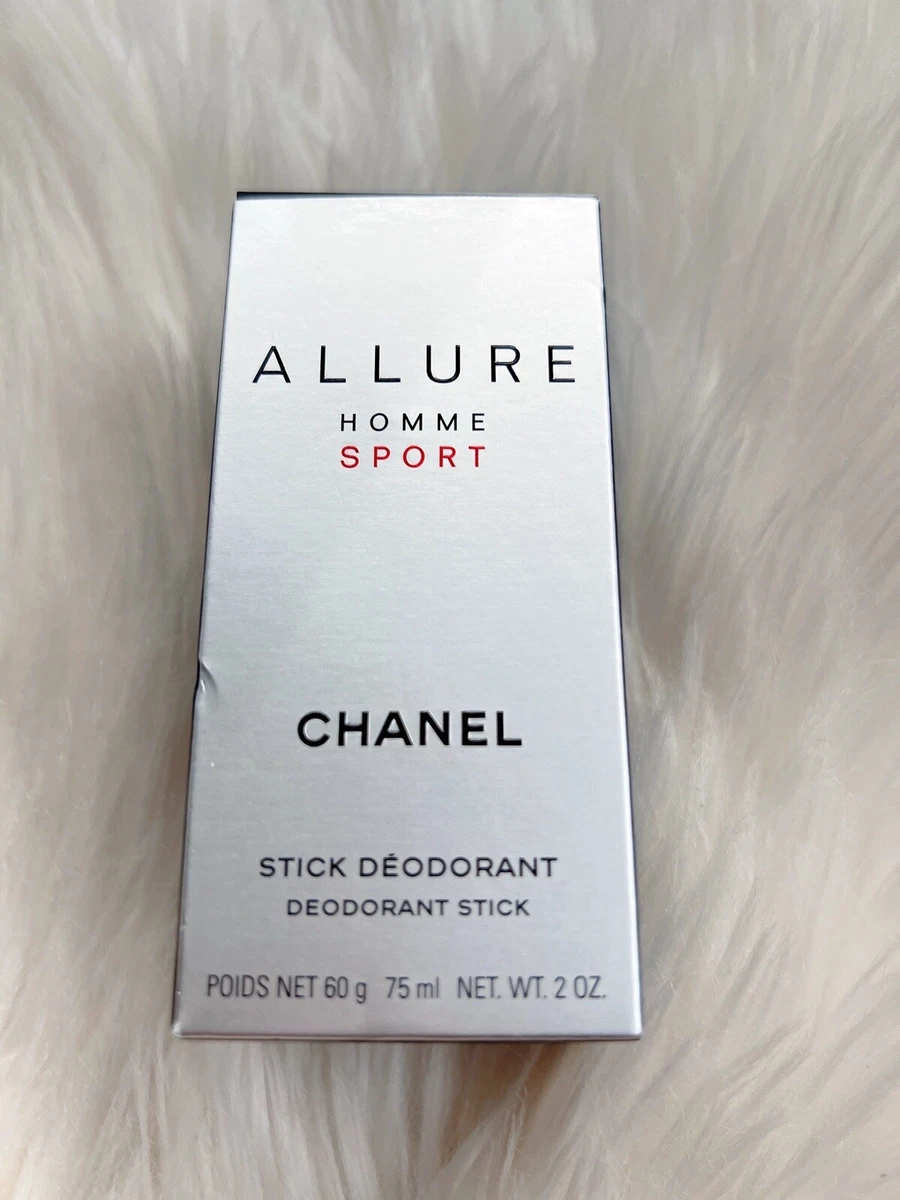 ALLURE
HOMME
SPORT
CHANEL
STICK DÉODORANT
DEODORANT STICK
POIDS NET 60 g 75 ml NET. WT. 2 OZ.